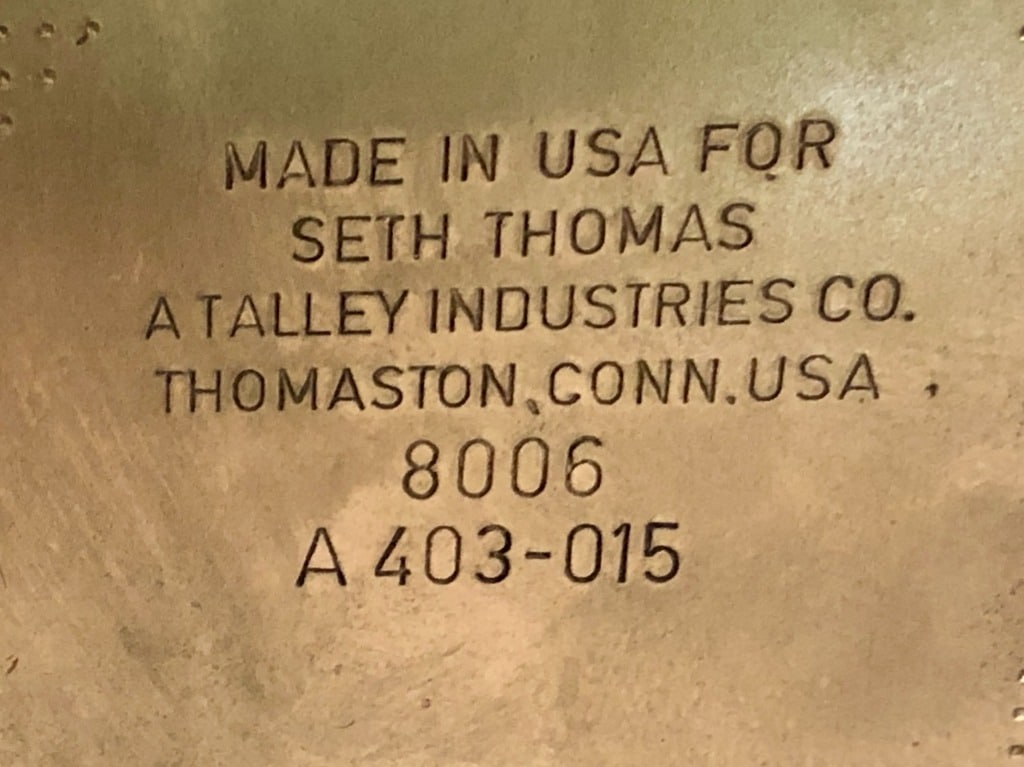 MADE IN USA FOR
SETH THOMAS
A TALLEY INDUSTRIES CO.
THOMASTON, CONN. USA .
8006
A 403-015